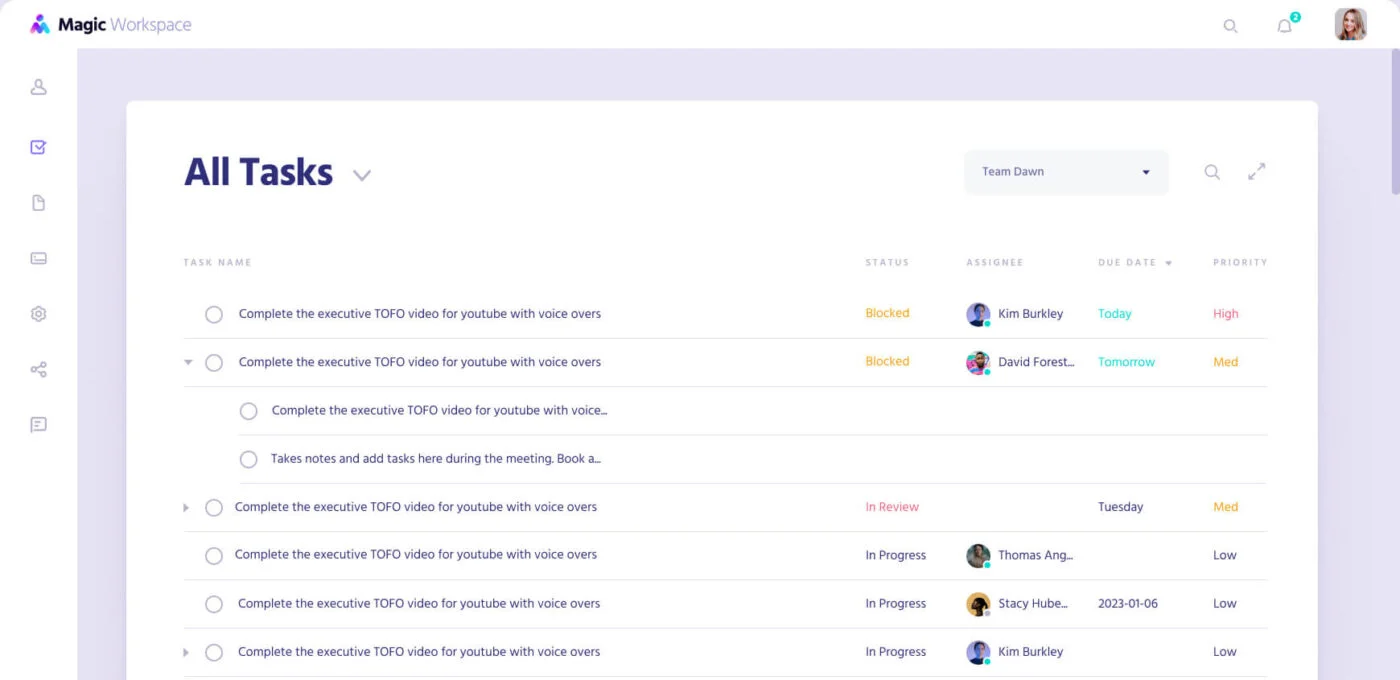 Magic Workspace
2
All Tasks
Team Dawn
TASK NAME STATUS ASSIGNEE DUE DATE PRIORITY
Complete the executive TOFO video for youtube with voice overs Blocked Kim Burkley Today High
Complete the executive TOFO video for youtube with voice overs Blocked David Forest... Tomorrow Med
Complete the executive TOFO video for youtube with voice...
Takes notes and add tasks here during the meeting. Book a...
Complete the executive TOFO video for youtube with voice overs In Review Tuesday Med
Complete the executive TOFO video for youtube with voice overs In Progress Thomas Ang... Low
Complete the executive TOFO video for youtube with voice overs In Progress Stacy Hube... 2023-01-06 Low
Complete the executive TOFO video for youtube with voice overs In Progress Kim Burkley Low